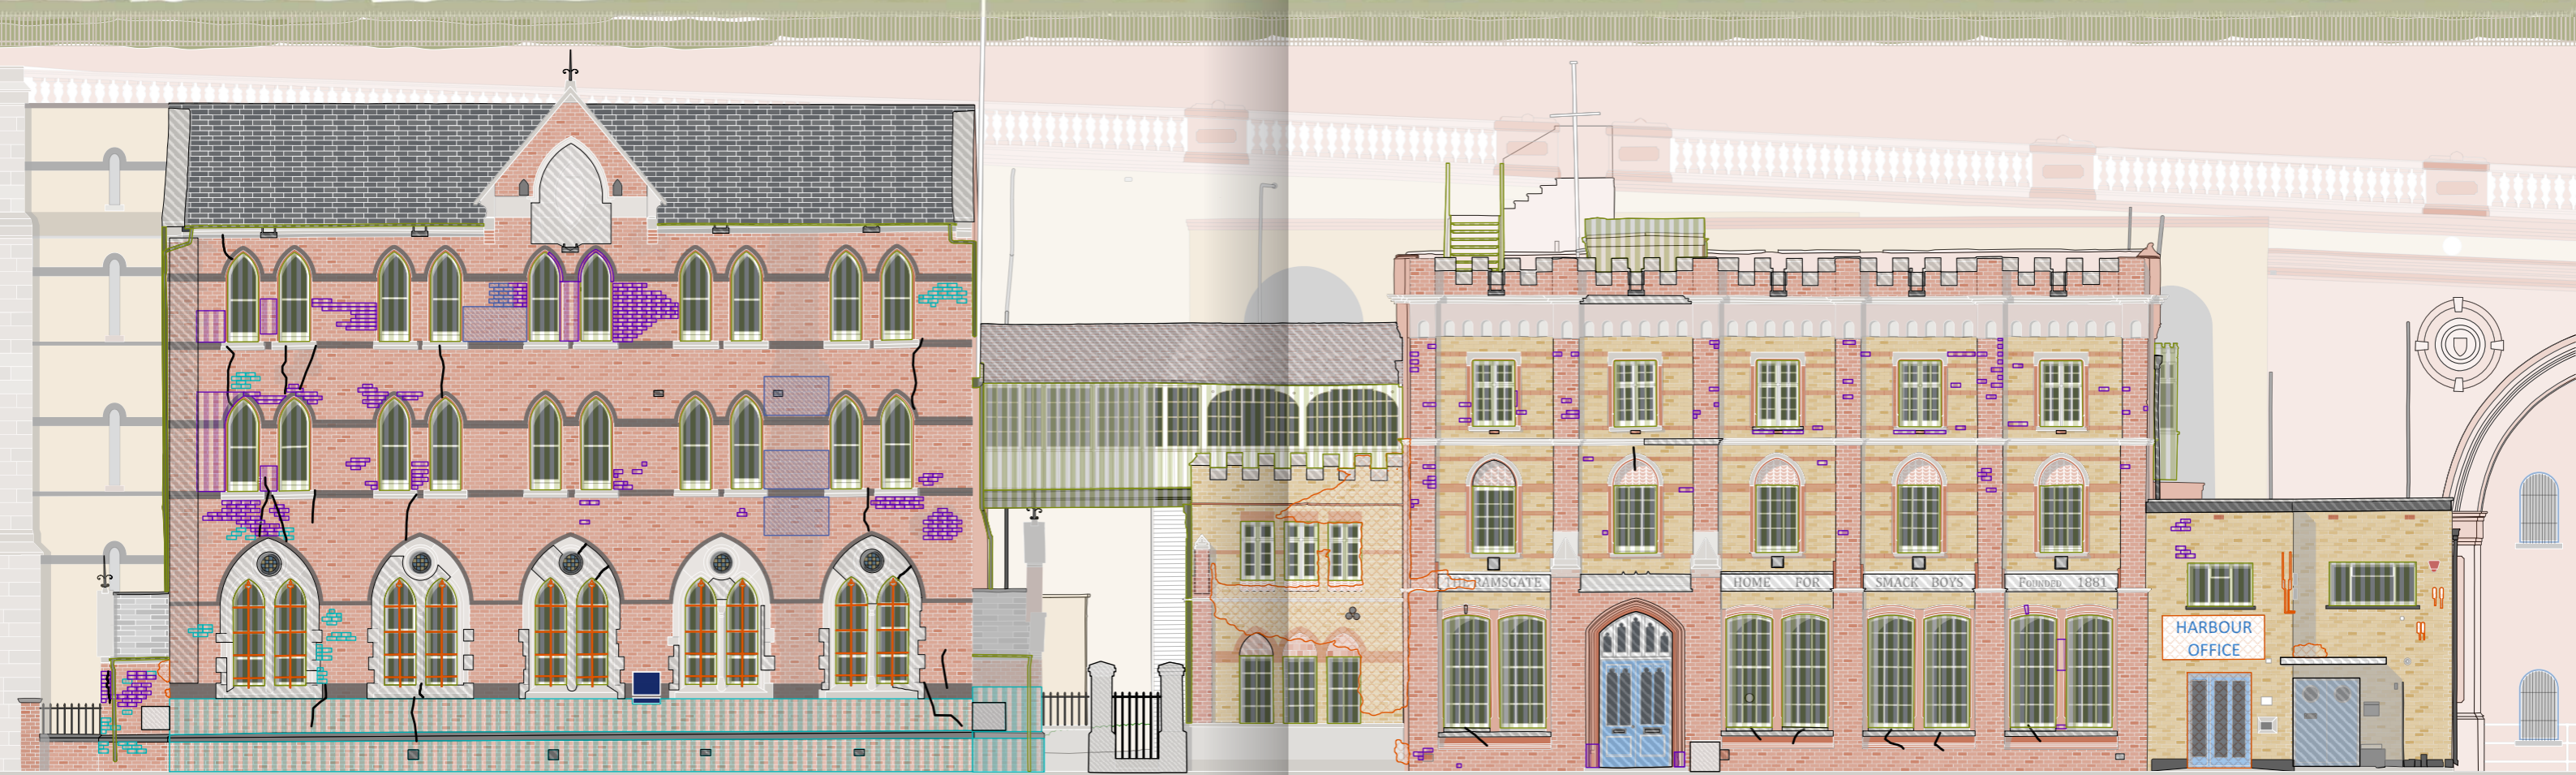 THE RAMSGATE
HOME FOR
SMACK BOYS
FOUNDED 1881
HARBOUR
OFFICE